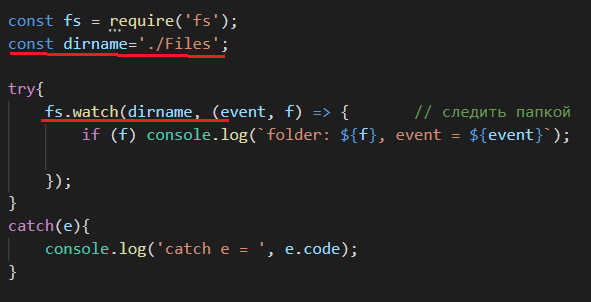 const fs = require('fs');
const dirname='./Files';
try{
fs.watch(dirname, (event, f) => { // следить папкой
if (f) console.log(`folder: ${f}, event = ${event}`);
});
}
catch(e){
console.log('catch e = ', e.code);
}